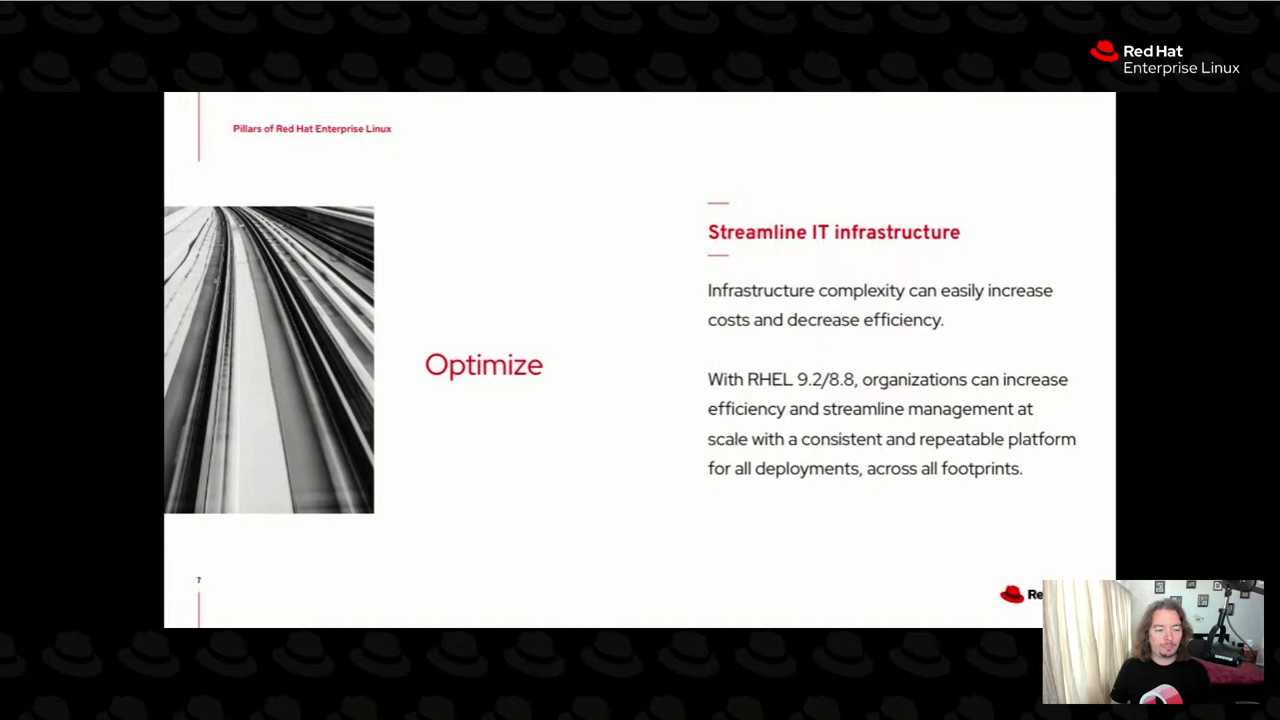 Red Hat
Enterprise Linux
Pillars of Red Hat Enterprise Linux
Optimize
Streamline IT infrastructure
Infrastructure complexity can easily increase
costs and decrease efficiency.
With RHEL 9.2/8.8, organizations can increase
efficiency and streamline management at
scale with a consistent and repeatable platform
for all deployments, across all footprints.
7
Re
SHURE